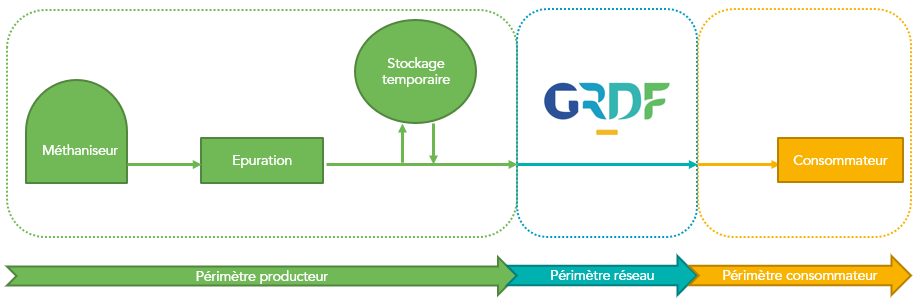 Stockage
temporaire
GRDF
Méthaniseur
Epuration
Consommateur
Périmètre producteur
Périmètre réseau
Périmètre consommateur